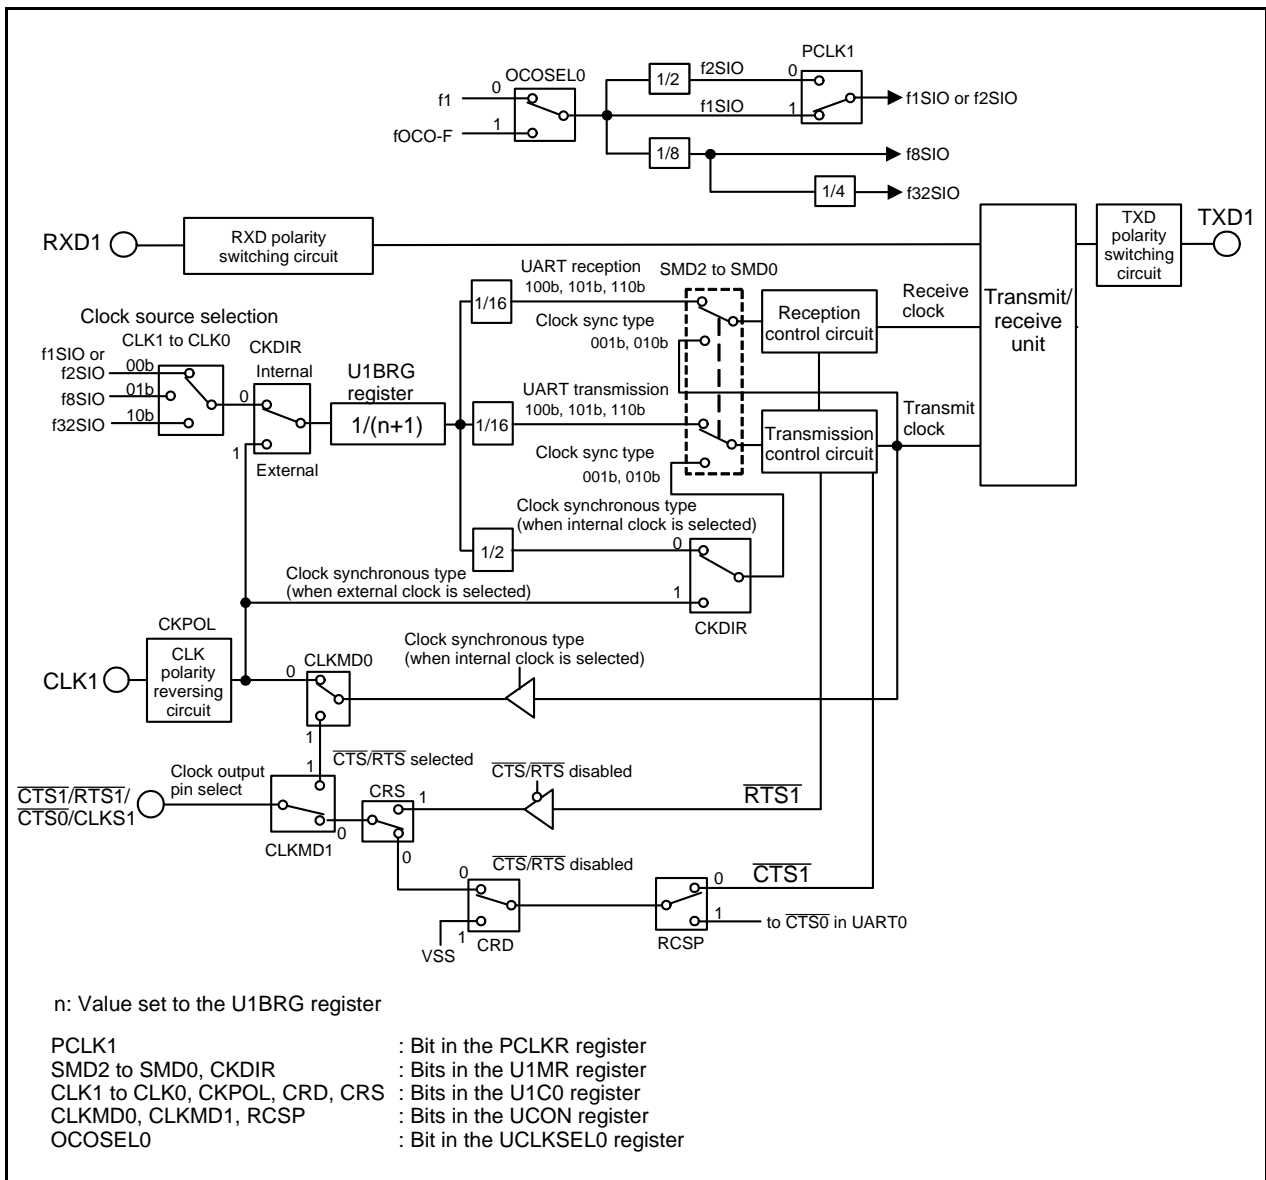 PCLK1
OCOSEL0
f2SIO
0
1/2
0
f1
f1SIO
1
f1SIO or f2SIO
1
fOCO-F
1/8
f8SIO
1/4
f32SIO
RXD1
RXD polarity
switching circuit
TXD
polarity
switching
circuit
TXD1
UART reception
100b, 101b, 110b
SMD2 to SMD0
1/16
Clock sync type
001b, 010b
Reception
control circuit
Receive
clock
Transmit/
receive
unit
Clock source selection
CLK1 to CLK0
f1SIO or
f2SIO
00b
f8SIO
01b
f32SIO
10b
CKDIR
Internal
0
1
External
U1BRG
register
1/(n+1)
UART transmission
100b, 101b, 110b
1/16
Clock sync type
001b, 010b
Transmission
control circuit
Transmit
clock
Clock synchronous type
(when internal clock is selected)
1/2
0
Clock synchronous type
(when external clock is selected)
1
CKDIR
CKPOL
CLK1
CLK
polarity
reversing
circuit
0
CLKMD0
Clock synchronous type
(when internal clock is selected)
1
1
CTS/RTS selected
Clock output
pin select
CTS/RTS disabled
CTS1/RTS1/
CTS0/CLKS1
CRS
1
RTS1
CLKMD1
0
0
CTS/RTS disabled
0
0
CTS1
1
to CTS0 in UART0
1
VSS
CRD
RCSP
n: Value set to the U1BRG register
PCLK1 : Bit in the PCLKR register
SMD2 to SMD0, CKDIR : Bits in the U1MR register
CLK1 to CLK0, CKPOL, CRD, CRS : Bits in the U1C0 register
CLKMD0, CLKMD1, RCSP : Bits in the UCON register
OCOSEL0 : Bit in the UCLKSEL0 register